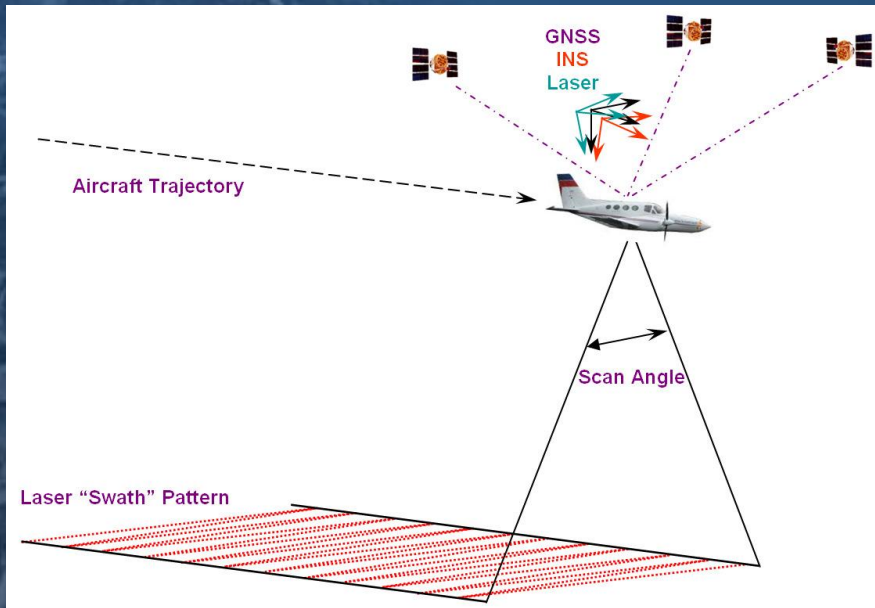 GNSS
INS
Laser
Aircraft Trajectory
Scan Angle
Laser “Swath” Pattern